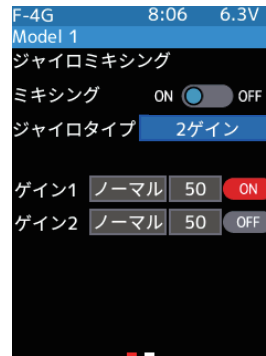 F-4G 8:06 6.3V
Model 1
ジャイロミキシング
ミキシング ON OFF
ジャイロタイプ 2ゲイン
ゲイン1 ノーマル 50 ON
ゲイン2 ノーマル 50 OFF